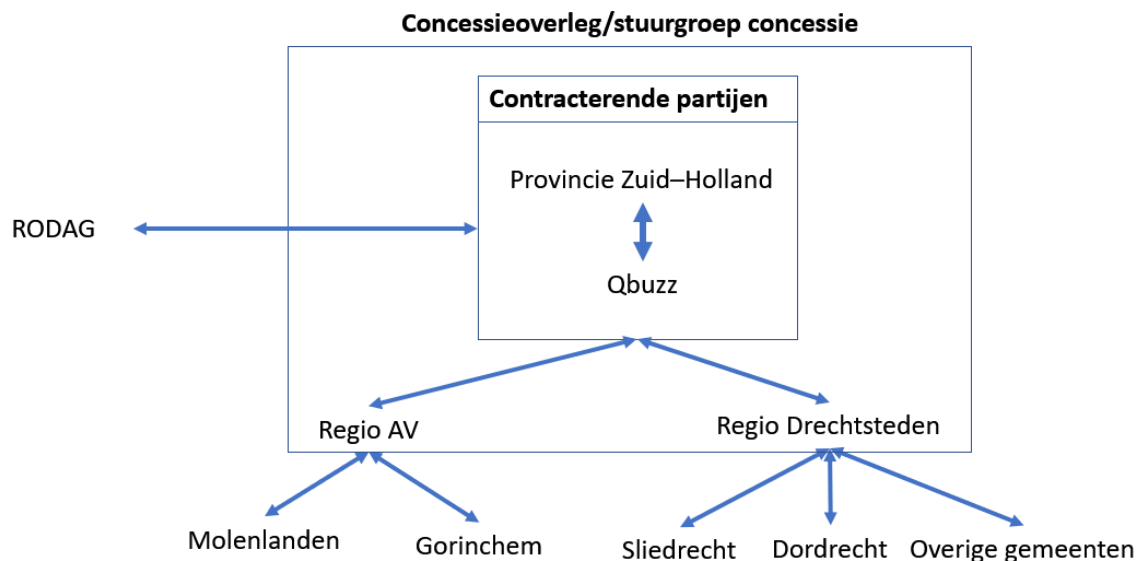 Concessieoverleg/stuurgroep concessie
Contracterende partijen
Provincie Zuid–Holland
RODAG
Qbuzz
Regio AV
Regio Drechtsteden
Molenlanden
Gorinchem
Sliedrecht
Dordrecht
Overige gemeenten